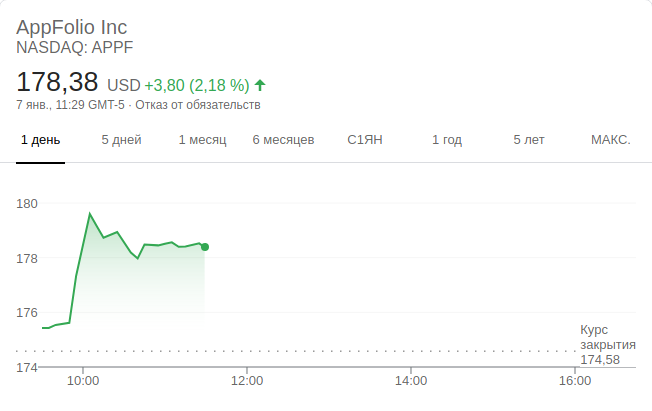 AppFolio Inc
NASDAQ: APPF
178,38 USD +3,80 (2,18 %)
7 янв., 11:29 GMT-5 · Отказ от обязательств
1 день 5 дней 1 месяц 6 месяцев С1ЯН 1 год 5 лет МАКС.
180
178
176
Курс
закрытия
174,58
174
10:00 12:00 14:00 16:00